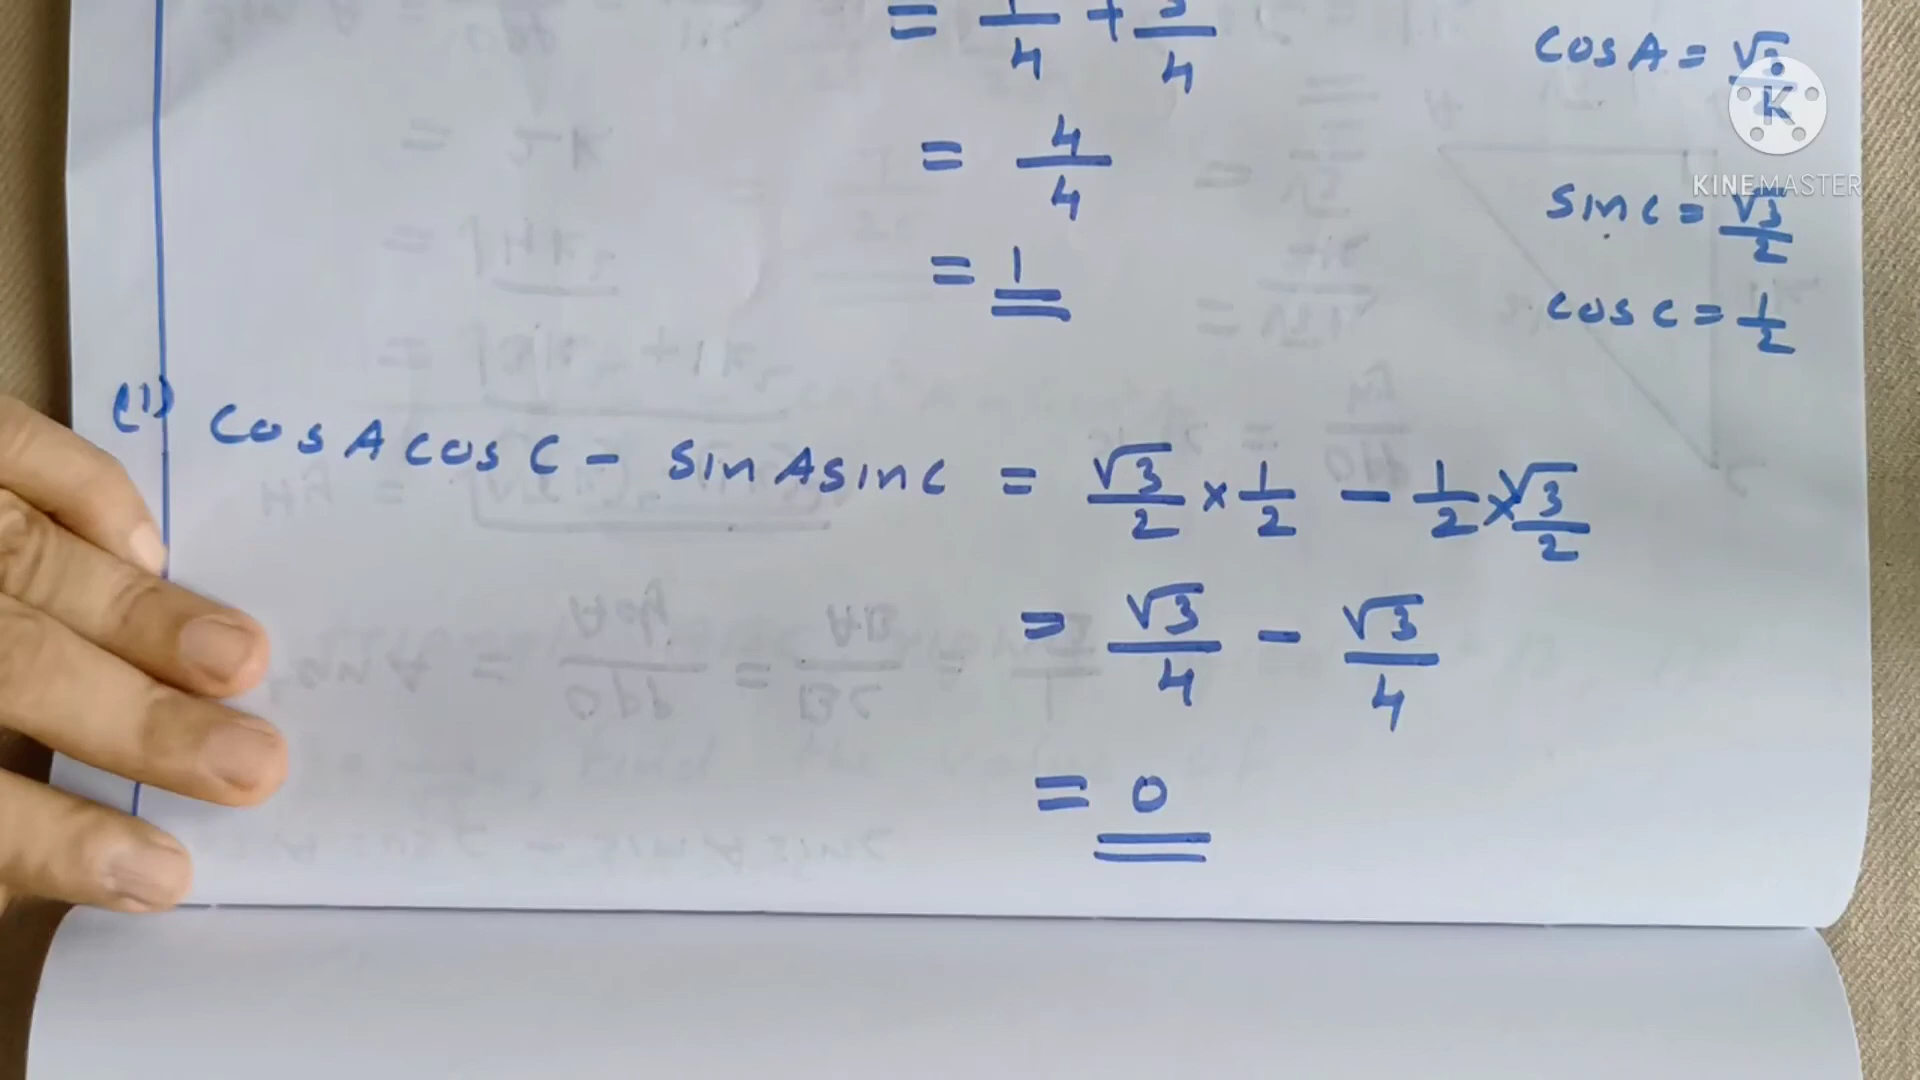 = 1/4 + 3/4
cos A = √3/2
= 4/4
KINEMASTER
sin c = √3/2
= 1
cos c = 1/2
(1) cos A cos C - sin A sin C = √3/2 × 1/2 - 1/2 × √3/2
= √3/4 - √3/4
= 0